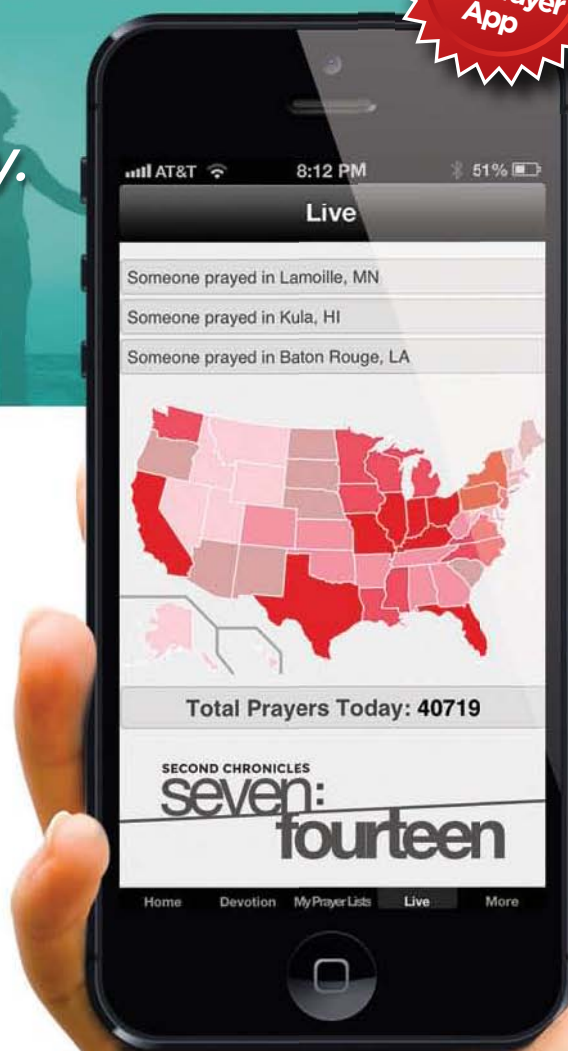 App
y.
AT&T 8:12 PM 51%
Live
Someone prayed in Lamoille, MN
Someone prayed in Kula, HI
Someone prayed in Baton Rouge, LA
Total Prayers Today: 40719
SECOND CHRONICLES
seven:
fourteen
Home Devotion My Prayer Lists Live More